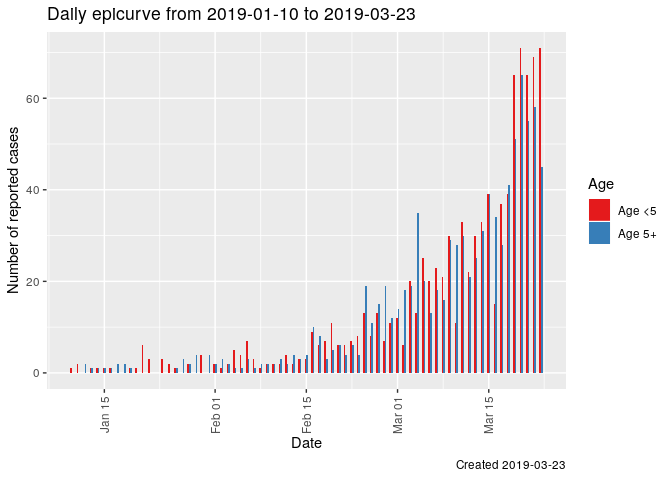 Daily epicurve from 2019-01-10 to 2019-03-23
Number of reported cases
60
40
20
0
Jan 15
Feb 01
Feb 15
Mar 01
Mar 15
Date
Age
Age <5
Age 5+
Created 2019-03-23